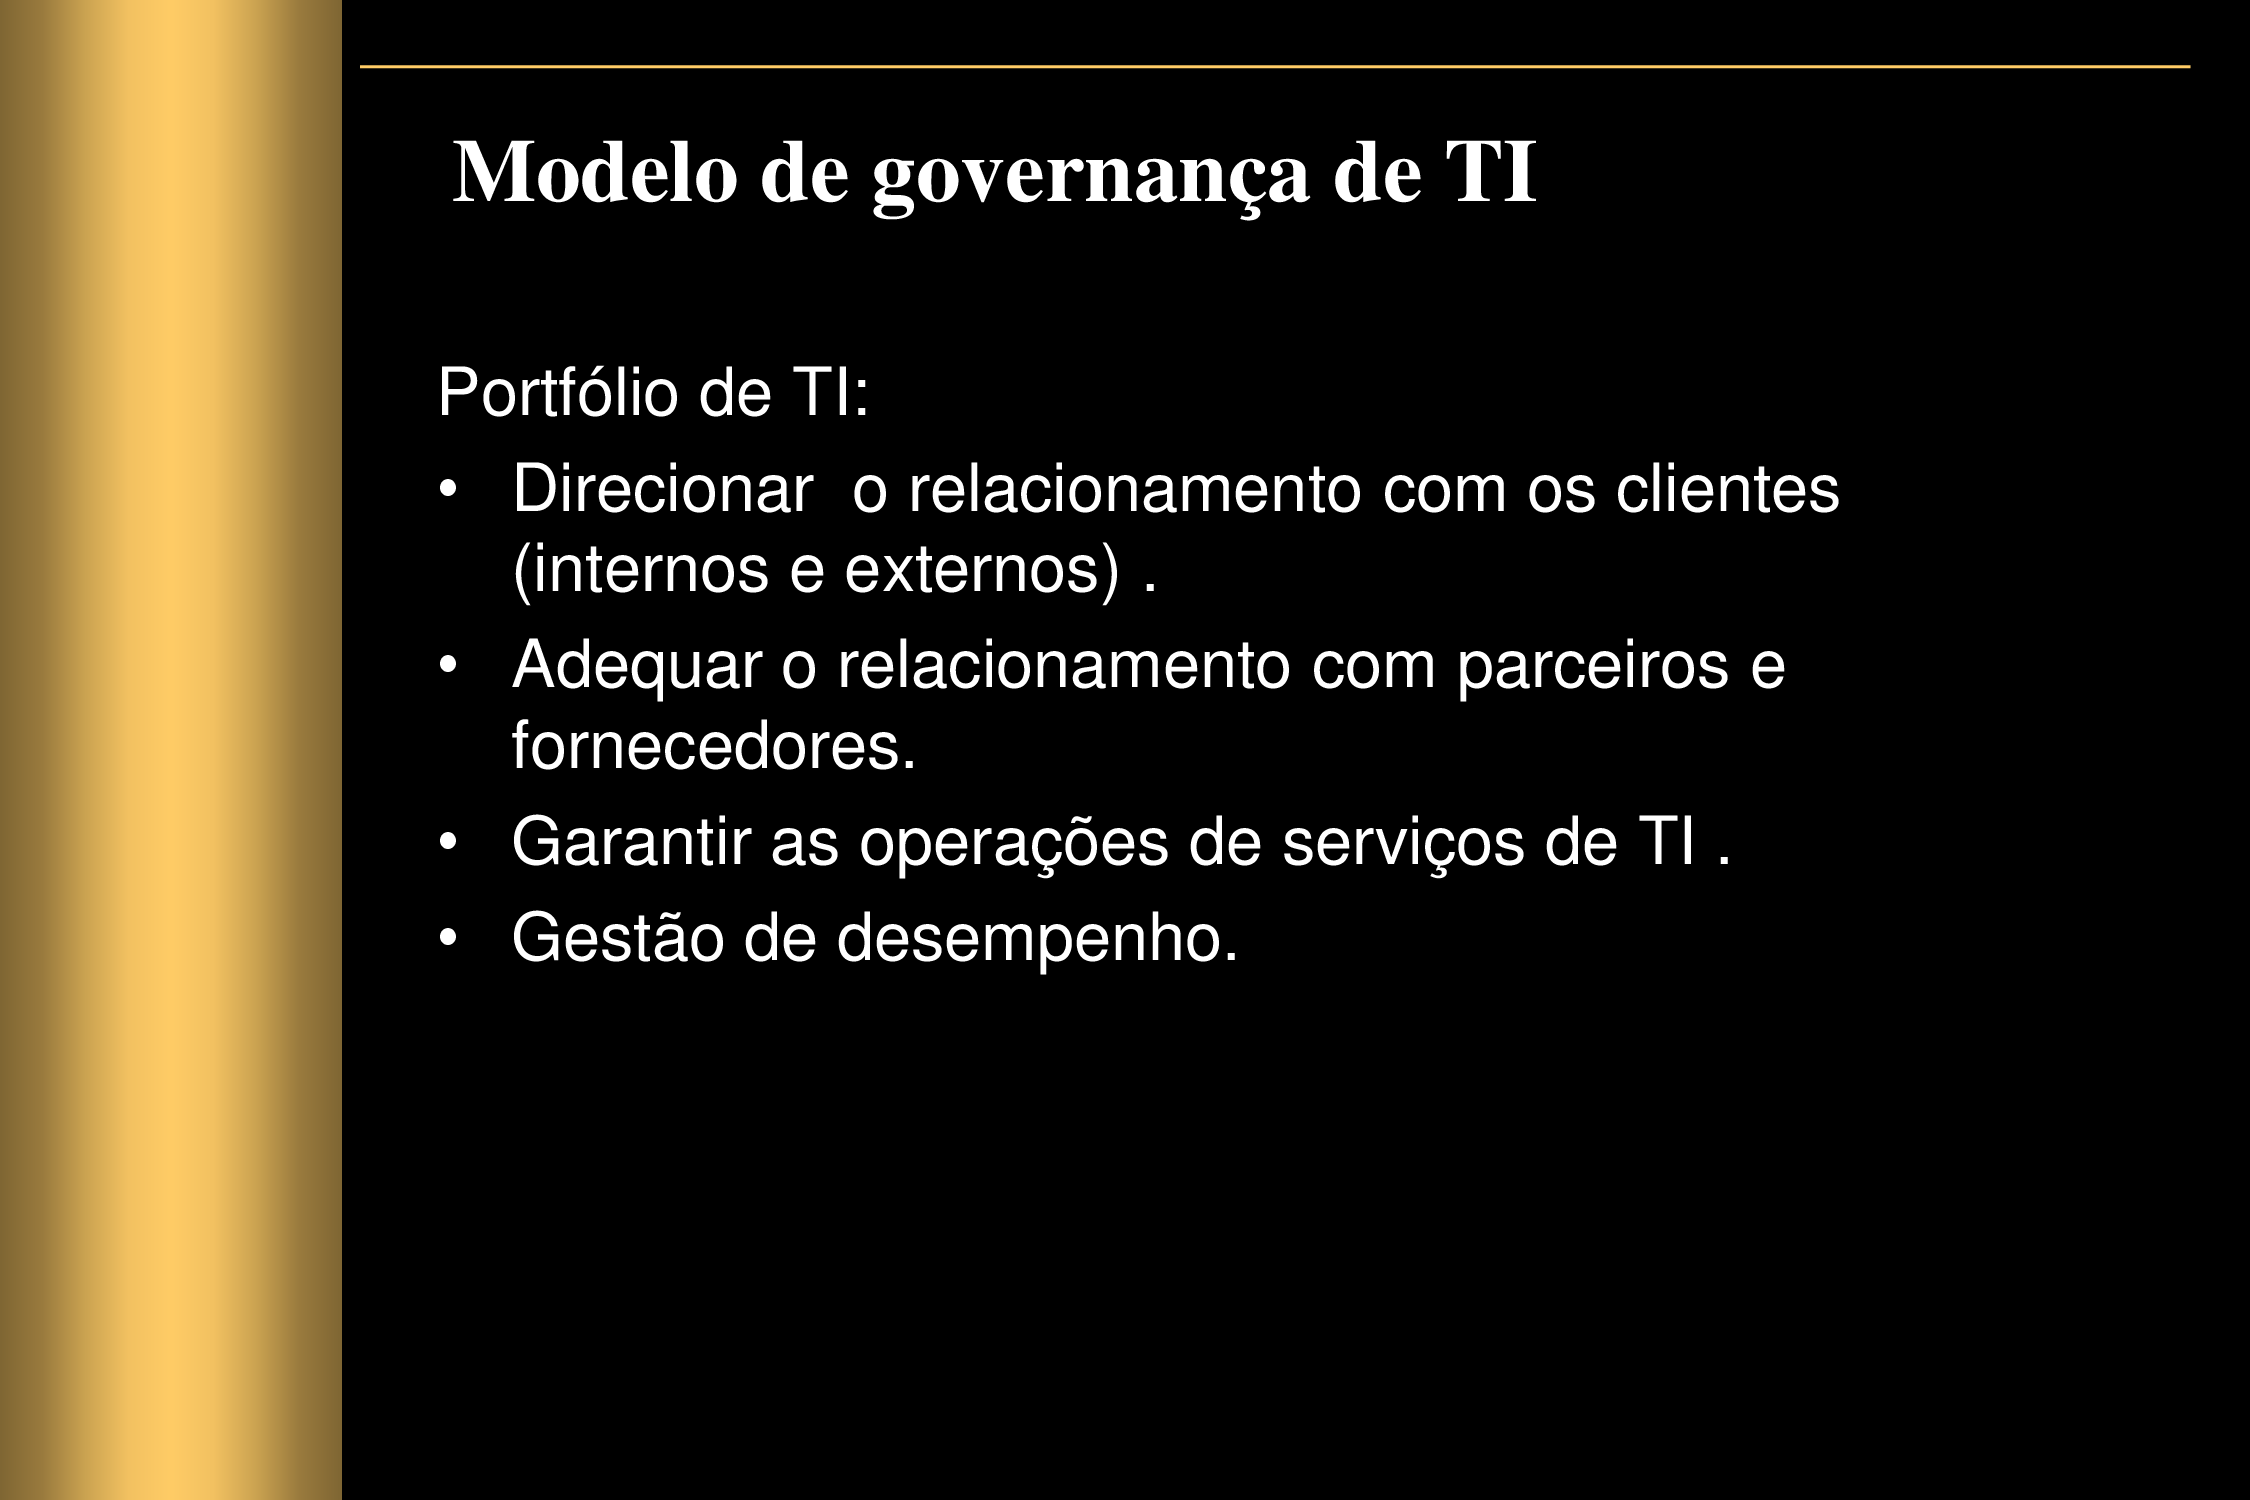 Modelo de governança de TI
Portfólio de TI:
• Direcionar  o relacionamento com os clientes
(internos e externos) .
• Adequar o relacionamento com parceiros e
fornecedores.
• Garantir as operações de serviços de TI .
• Gestão de desempenho.